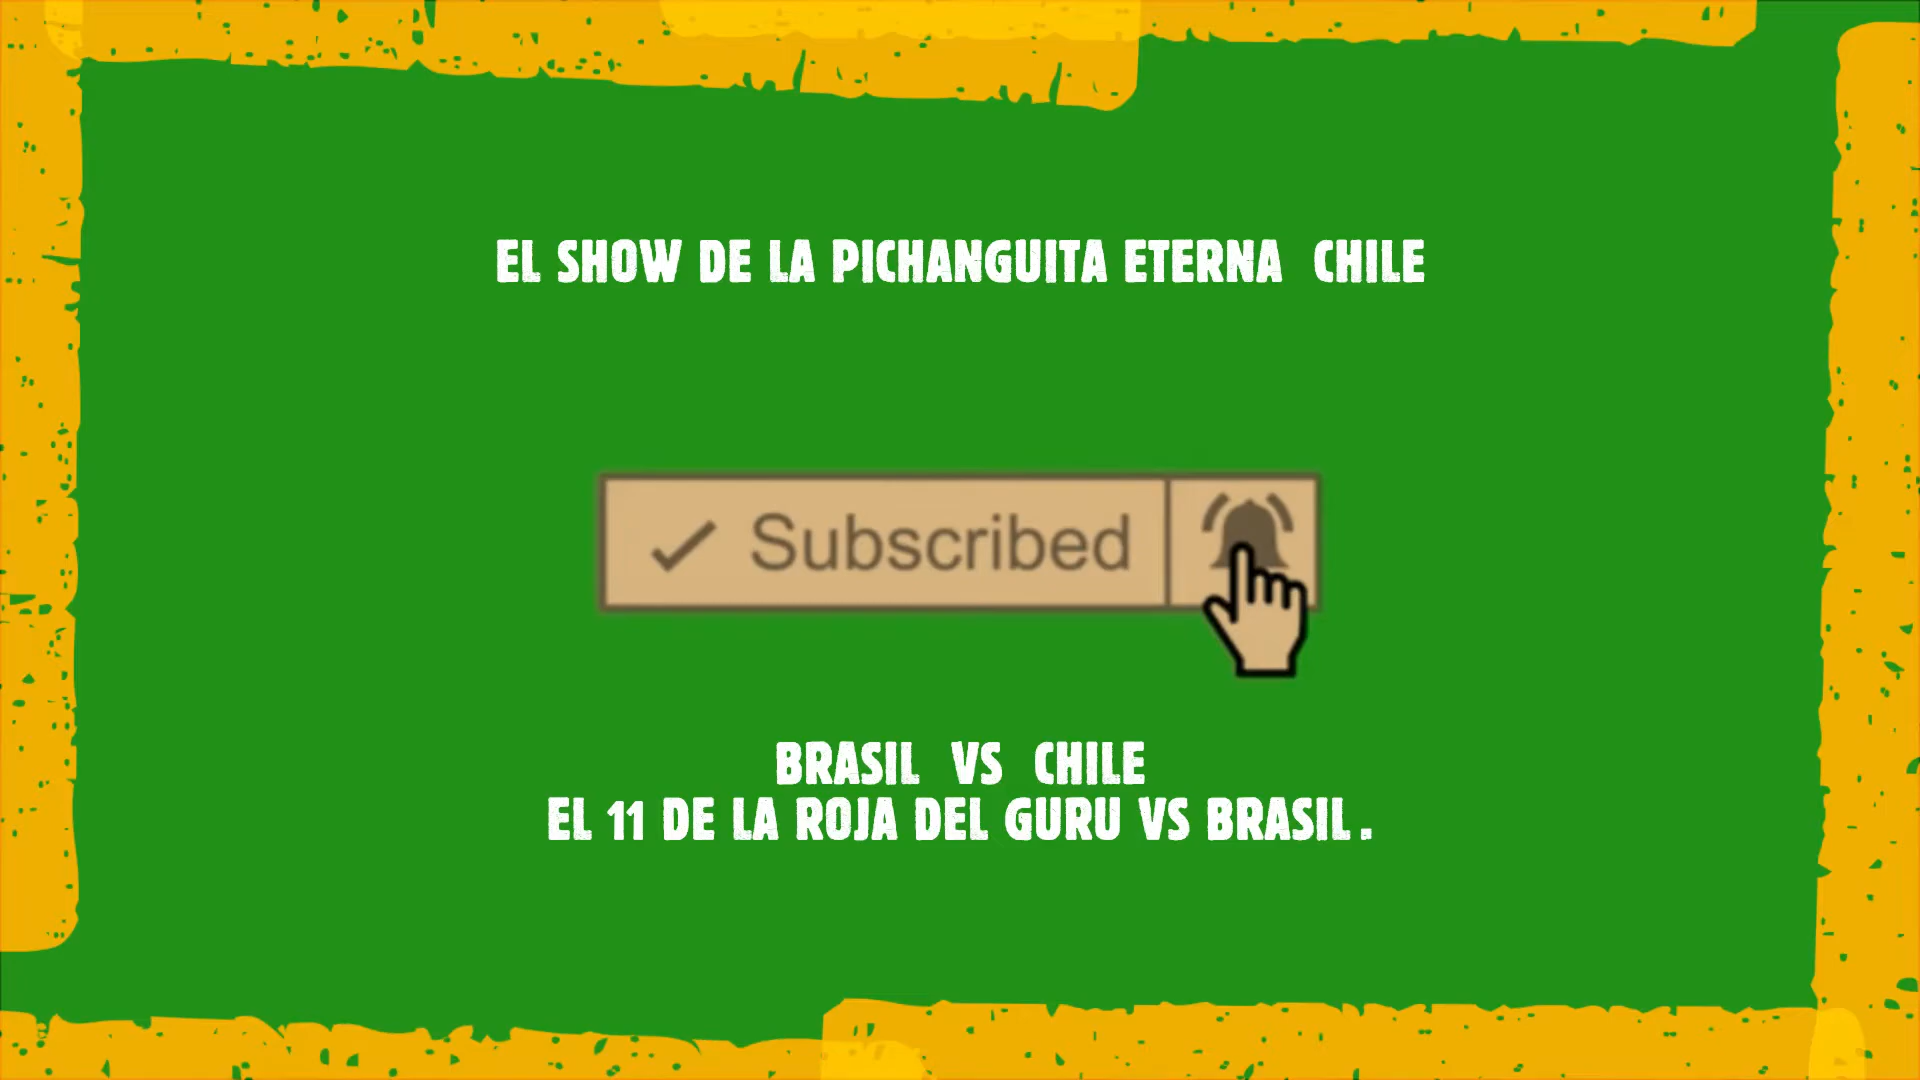 EL SHOW DE LA PICHANGUITA ETERNA CHILE
Subscribed
BRASIL VS CHILE
EL 11 DE LA ROJA DEL GURU VS BRASIL.